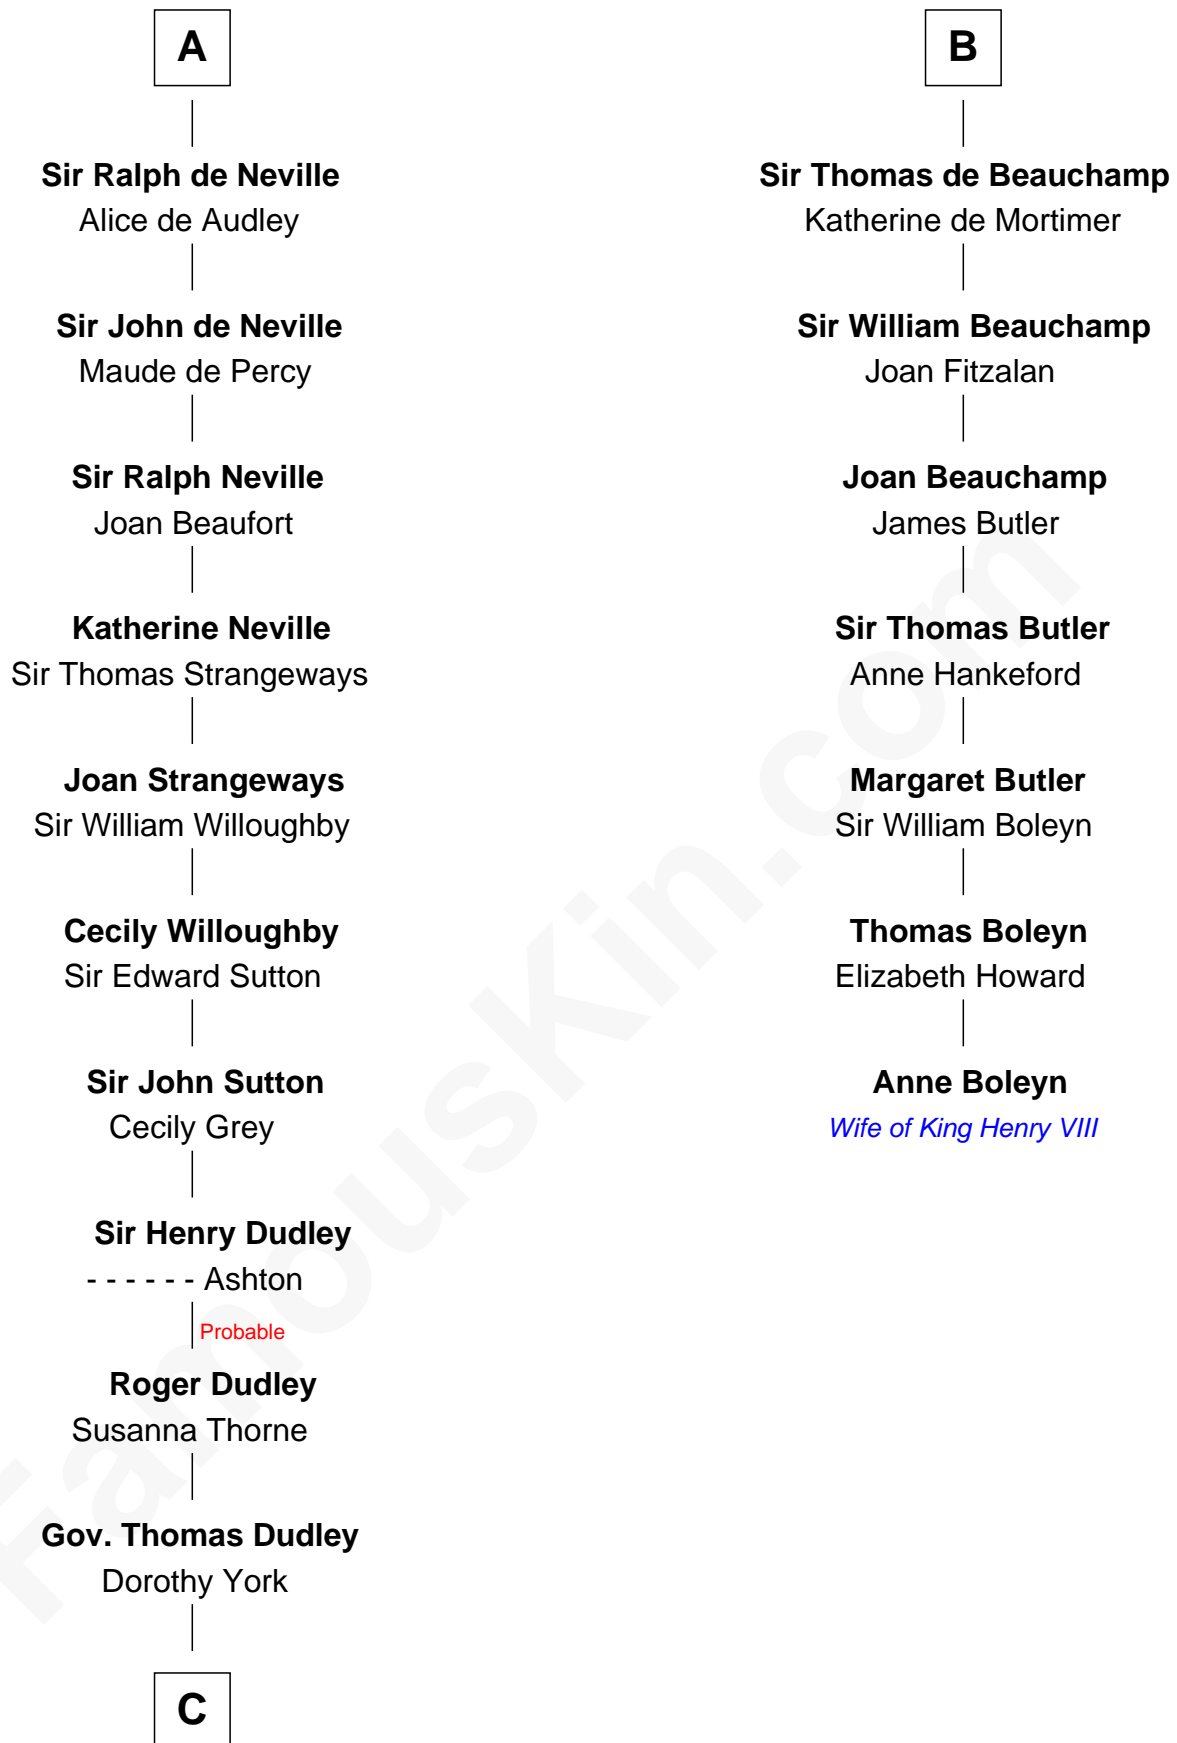 A
Sir Ralph de Neville
Alice de Audley
Sir John de Neville
Maude de Percy
Sir Ralph Neville
Joan Beaufort
Katherine Neville
Sir Thomas Strangeways
Joan Strangeways
Sir William Willoughby
Cecily Willoughby
Sir Edward Sutton
Sir John Sutton
Cecily Grey
Sir Henry Dudley
- - - - - - Ashton
Probable
Roger Dudley
Susanna Thorne
Gov. Thomas Dudley
Dorothy York
C
B
Sir Thomas de Beauchamp
Katherine de Mortimer
Sir William Beauchamp
Joan Fitzalan
Joan Beauchamp
James Butler
Sir Thomas Butler
Anne Hankeford
Margaret Butler
Sir William Boleyn
Thomas Boleyn
Elizabeth Howard
Anne Boleyn
Wife of King Henry VIII
FamousKin.com